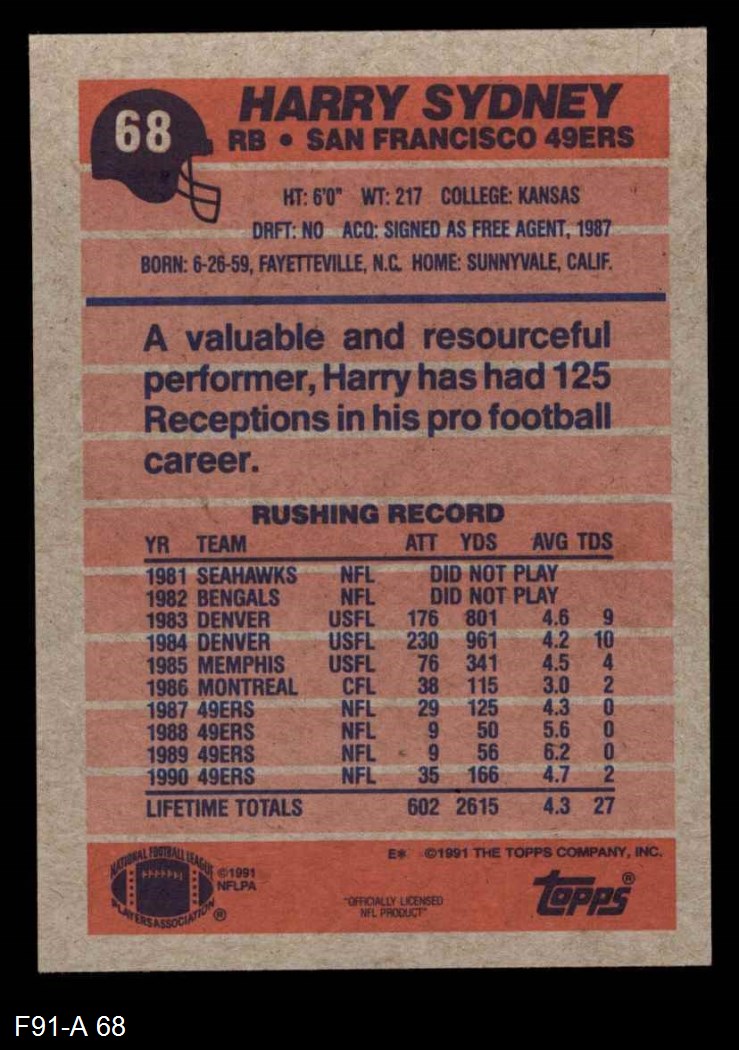 68
HARRY SYDNEY
RB • SAN FRANCISCO 49ERS
HT: 6'0" WT: 217 COLLEGE: KANSAS
DRFT: NO ACQ: SIGNED AS FREE AGENT, 1987
BORN: 6-26-59, FAYETTEVILLE, N.C. HOME: SUNNYVALE, CALIF.
A valuable and resourceful
performer, Harry has had 125
Receptions in his pro football
career.
RUSHING RECORD
YR TEAM ATT YDS AVG TDS
1981 SEAHAWKS NFL DID NOT PLAY
1982 BENGALS NFL DID NOT PLAY
1983 DENVER USFL 176 801 4.6 9
1984 DENVER USFL 230 961 4.2 10
1985 MEMPHIS USFL 76 341 4.5 4
1986 MONTREAL CFL 38 115 3.0 2
1987 49ERS NFL 29 125 4.3 0
1988 49ERS NFL 9 50 5.6 0
1989 49ERS NFL 9 56 6.2 0
1990 49ERS NFL 35 166 4.7 2
LIFETIME TOTALS 602 2615 4.3 27
E* ©1991 THE TOPPS COMPANY, INC.
NATIONAL FOOTBALL LEAGUE
PLAYERS ASSOCIATION ®
©1991
NFLPA
"OFFICIALLY LICENSED
NFL PRODUCT"
topps®
F91-A 68